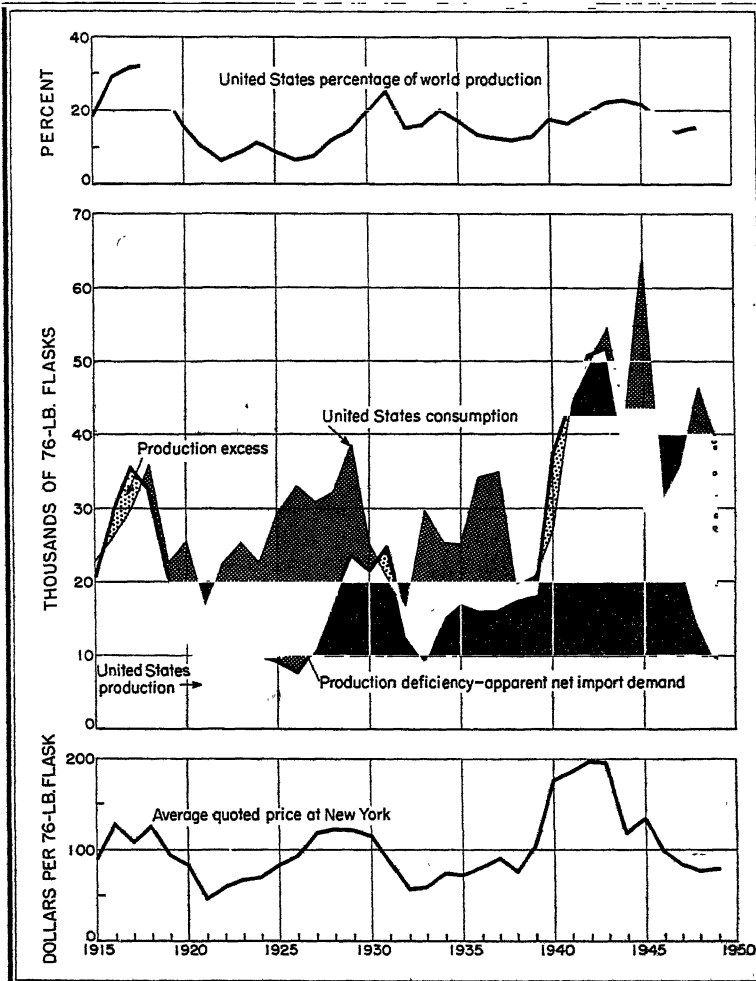 PERCENT
40
20
0
United States percentage of world production
THOUSANDS OF 76-LB. FLASKS
70
60
50
40
30
20
10
0
United States consumption
Production excess
United States
production
Production deficiency—apparent net import demand
DOLLARS PER 76-LB. FLASK
200
100
0
Average quoted price at New York
1915
1920
1925
1930
1935
1940
1945
1950